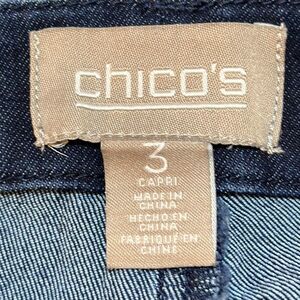 chico's
3
CAPRI
MADE IN
CHINA
HECHO EN
CHINA
FABRIQUÉ EN
CHINE